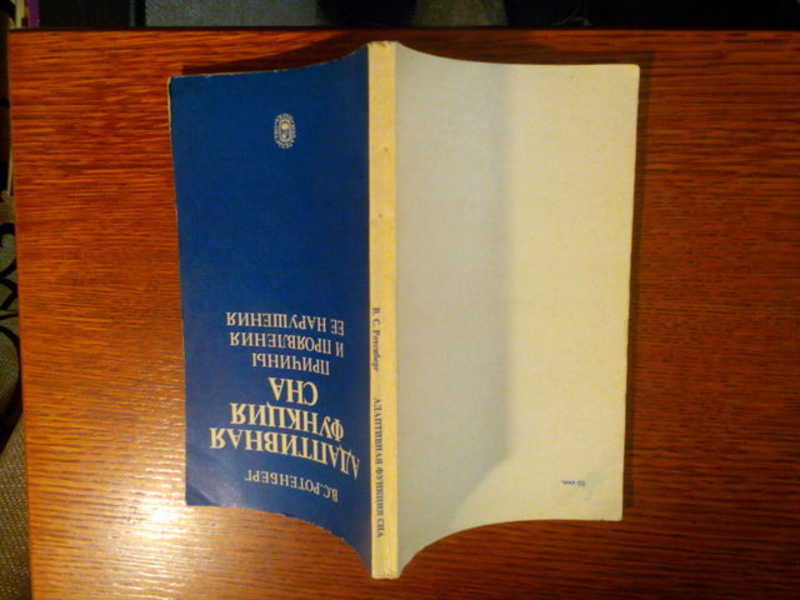 В.С.РОТЕНБЕРГ
АДАПТИВНАЯ
ФУНКЦИЯ
СНА
ПРИЧИНЫ
И ПРОЯВЛЕНИЯ
ЕЕ НАРУШЕНИЯ
В. С. Ротенберг АДАПТИВНАЯ ФУНКЦИЯ СНА